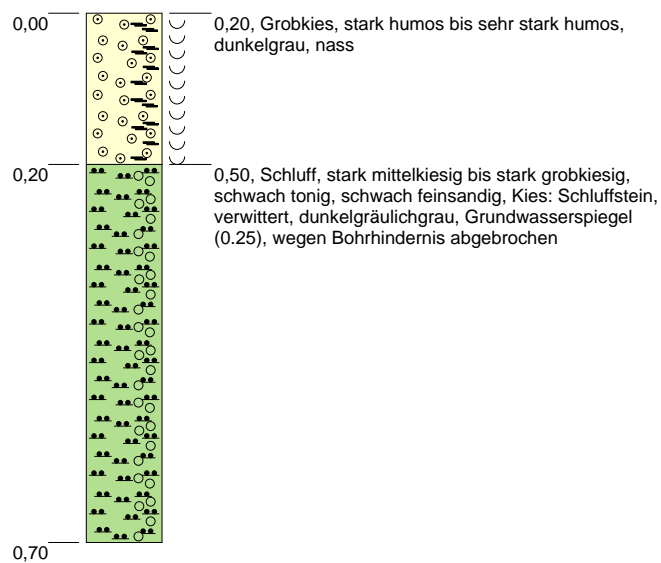 0,00
0,20, Grobkies, stark humos bis sehr stark humos,
dunkelgrau, nass
0,20
0,50, Schluff, stark mittelkiesig bis stark grobkiesig,
schwach tonig, schwach feinsandig, Kies: Schluffstein,
verwittert, dunkelgräulichgrau, Grundwasserspiegel
(0.25), wegen Bohrhindernis abgebrochen
0,70